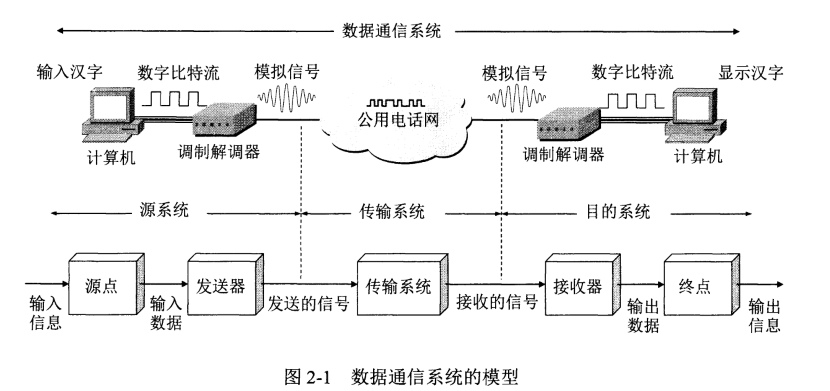 数据通信系统
输入汉字
数字比特流
模拟信号
模拟信号
数字比特流
显示汉字
公用电话网
计算机
调制解调器
调制解调器
计算机
源系统
传输系统
目的系统
源点
发送器
传输系统
接收器
终点
输入
信息
输入
数据
发送的信号
接收的信号
输出
数据
输出
信息
图 2-1 数据通信系统的模型